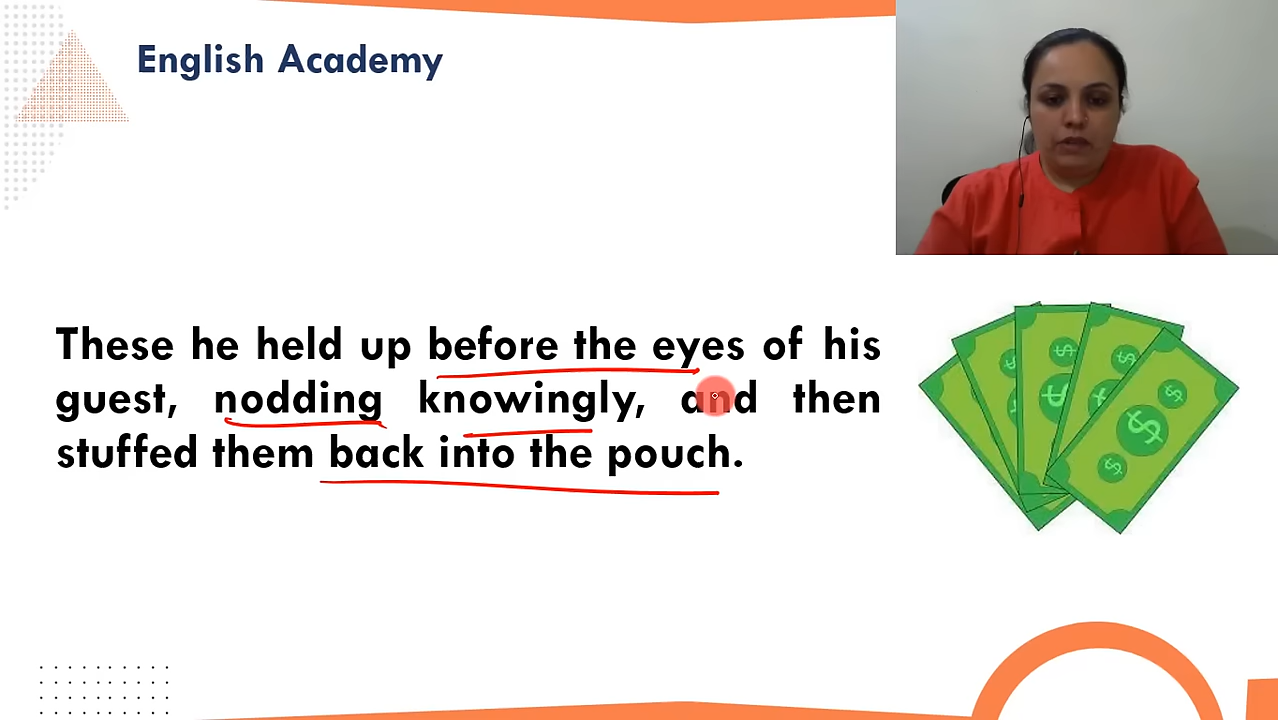 English Academy
These he held up before the eyes of his
guest, nodding knowingly, and then
stuffed them back into the pouch.